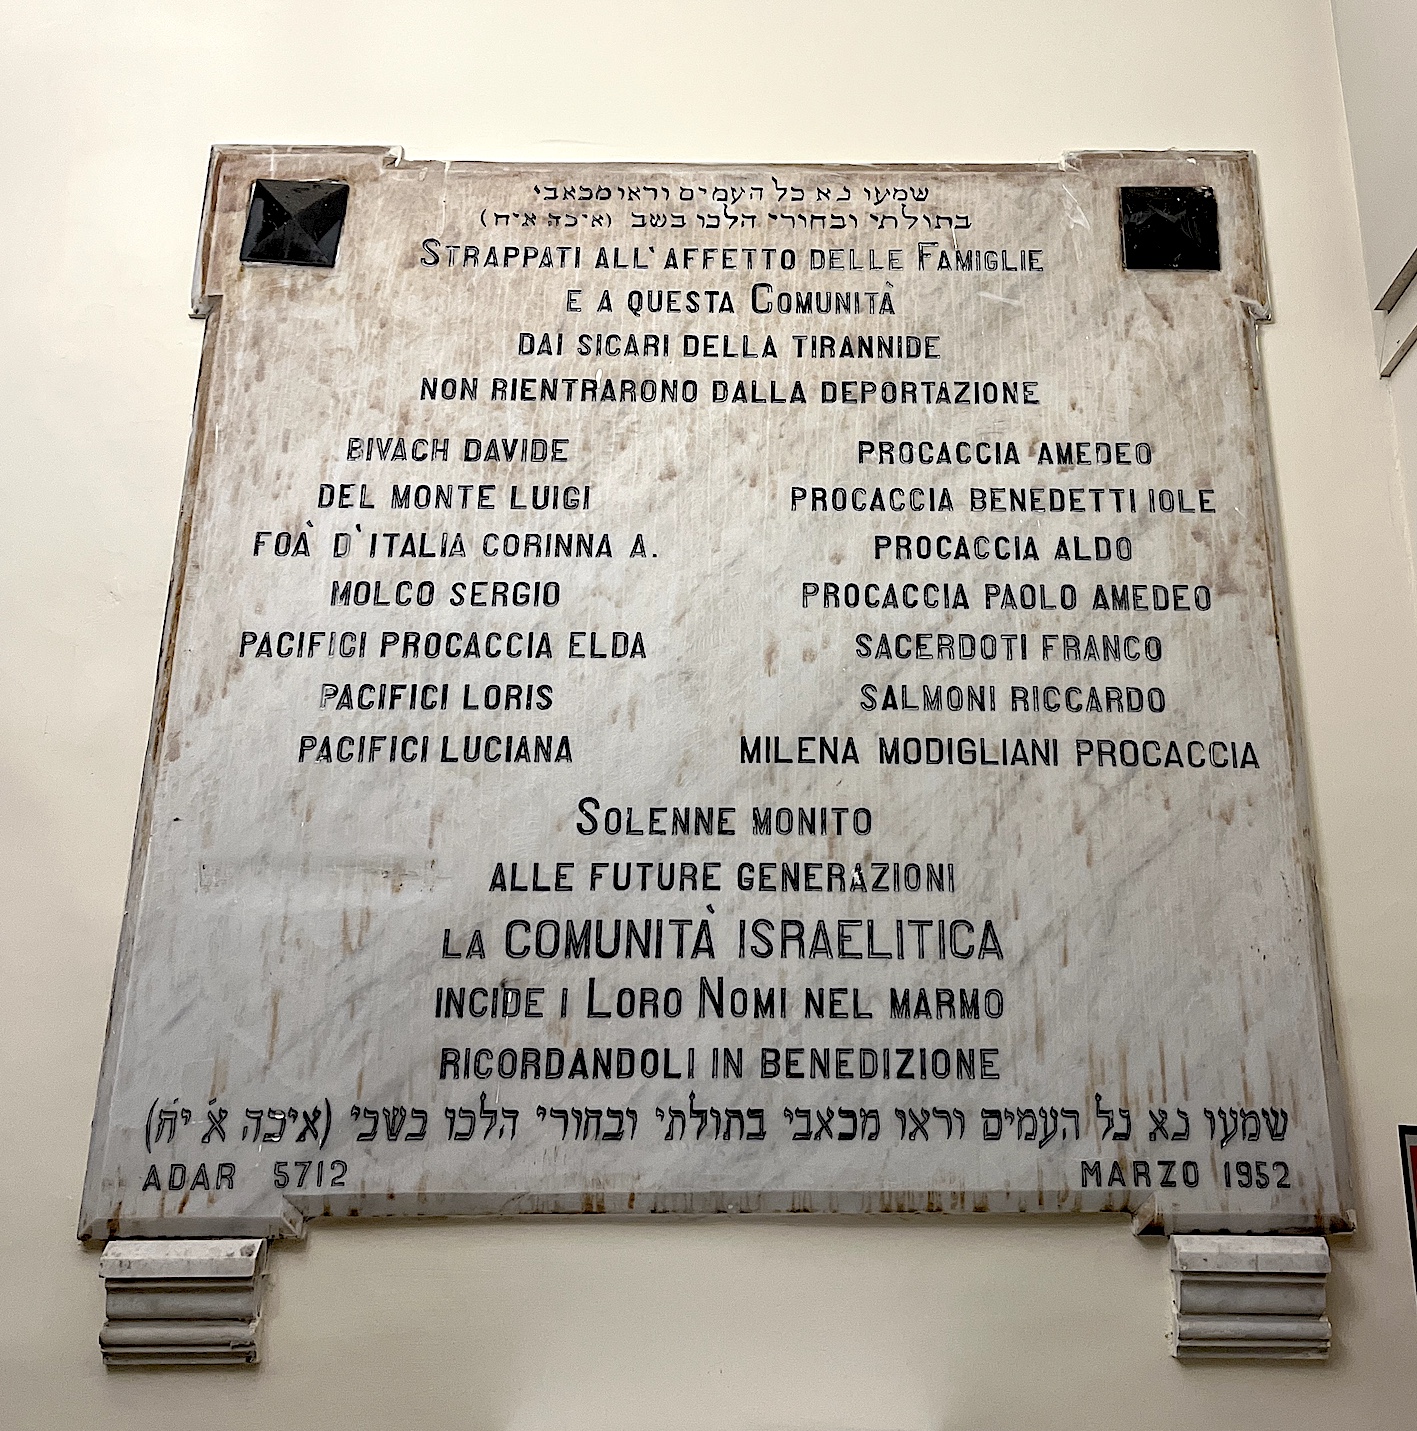 שמעו נא כל העמים וראו מכאבי
בתולתי ובחורי הלכו בשב (איכה איח)
STRAPPATI ALL'AFFETTO DELLE FAMIGLIE
E A QUESTA COMUNITÀ
DAI SICARI DELLA TIRANNIDE
NON RIENTRARONO DALLA DEPORTAZIONE
BIVACH DAVIDE
DEL MONTE LUIGI
FOÀ D'ITALIA CORINNA A.
MOLCO SERGIO
PACIFICI PROCACCIA ELDA
PACIFICI LORIS
PACIFICI LUCIANA
PROCACCIA AMEDEO
PROCACCIA BENEDETTI IOLE
PROCACCIA ALDO
PROCACCIA PAOLO AMEDEO
SACERDOTI FRANCO
SALMONI RICCARDO
MILENA MODIGLIANI PROCACCIA
SOLENNE MONITO
ALLE FUTURE GENERAZIONI
LA COMUNITÀ ISRAELITICA
INCIDE I LORO NOMI NEL MARMO
RICORDANDOLI IN BENEDIZIONE
שמעו נא כל העמים וראו מכאבי בתולתי ובחורי הלכו בשבי (איכה א יח)
ADAR 5712 MARZO 1952